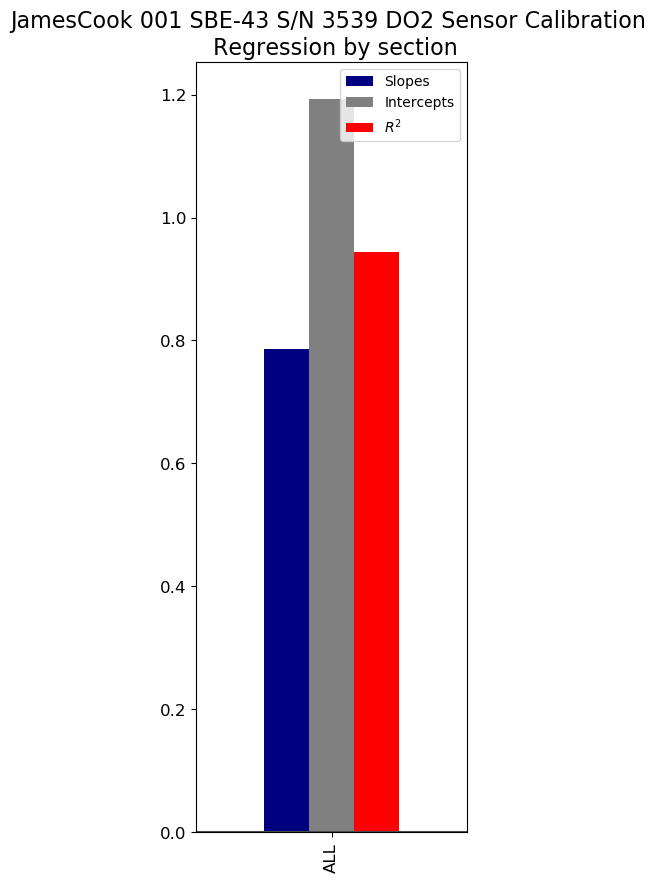 JamesCook 001 SBE-43 S/N 3539 DO2 Sensor Calibration
Regression by section
Slopes
Intercepts
R²
1.2
1.0
0.8
0.6
0.4
0.2
0.0
ALL